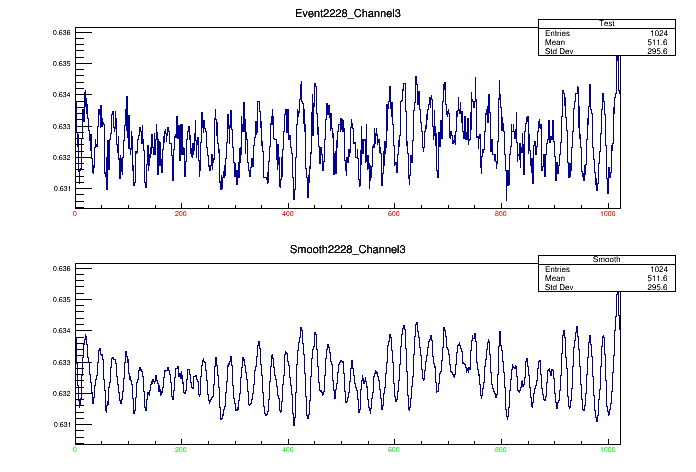 Event2228_Channel3
Test
Entries 1024
Mean 511.6
Std Dev 295.6
0.636
0.635
0.634
0.633
0.632
0.631
0 200 400 600 800 1000
Smooth2228_Channel3
Smooth
Entries 1024
Mean 511.6
Std Dev 295.6
0.636
0.635
0.634
0.633
0.632
0.631
0 200 400 600 800 1000